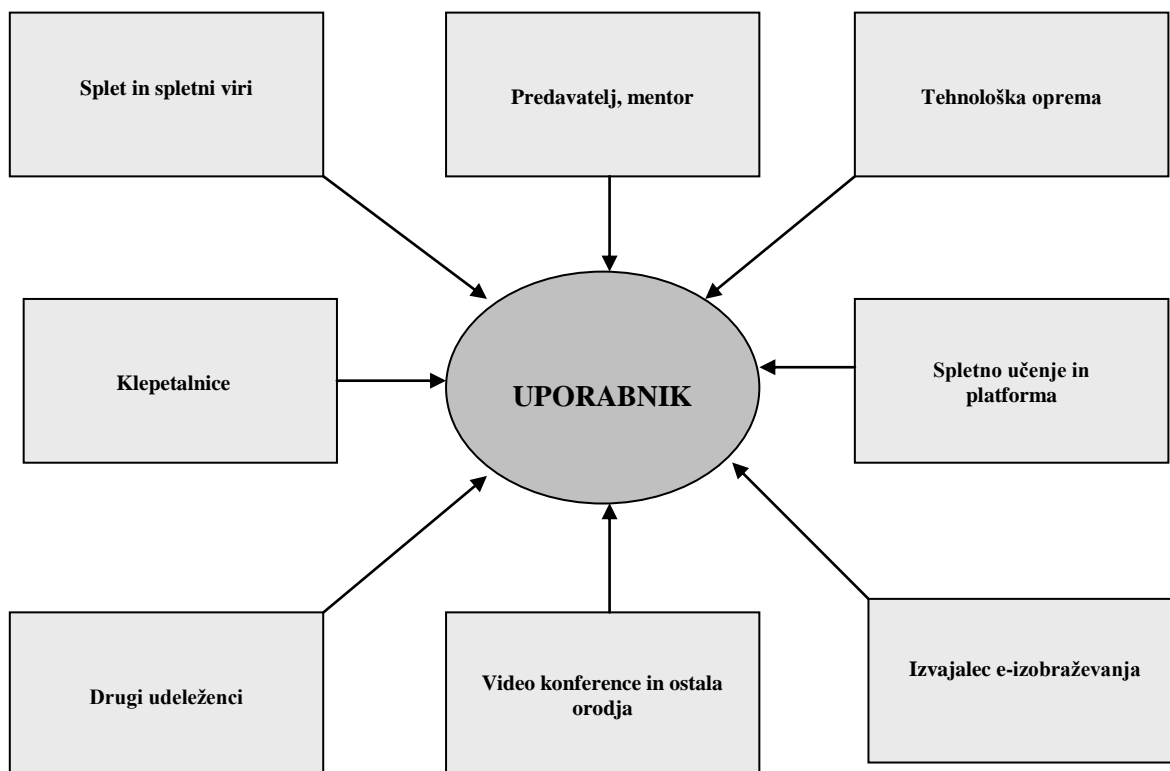 Splet in spletni viri
Predavatelj, mentor
Tehnološka oprema
Klepetalnice
UPORABNIK
Spletno učenje in
platforma
Drugi udeleženci
Video konference in ostala
orodja
Izvajalec e-izobraževanja